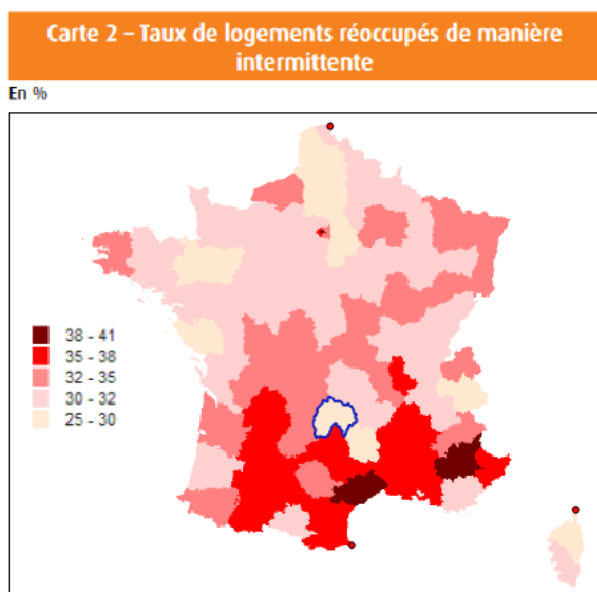 Carte 2 – Taux de logements réoccupés de manière
intermittente
En %
38 - 41
35 - 38
32 - 35
30 - 32
25 - 30